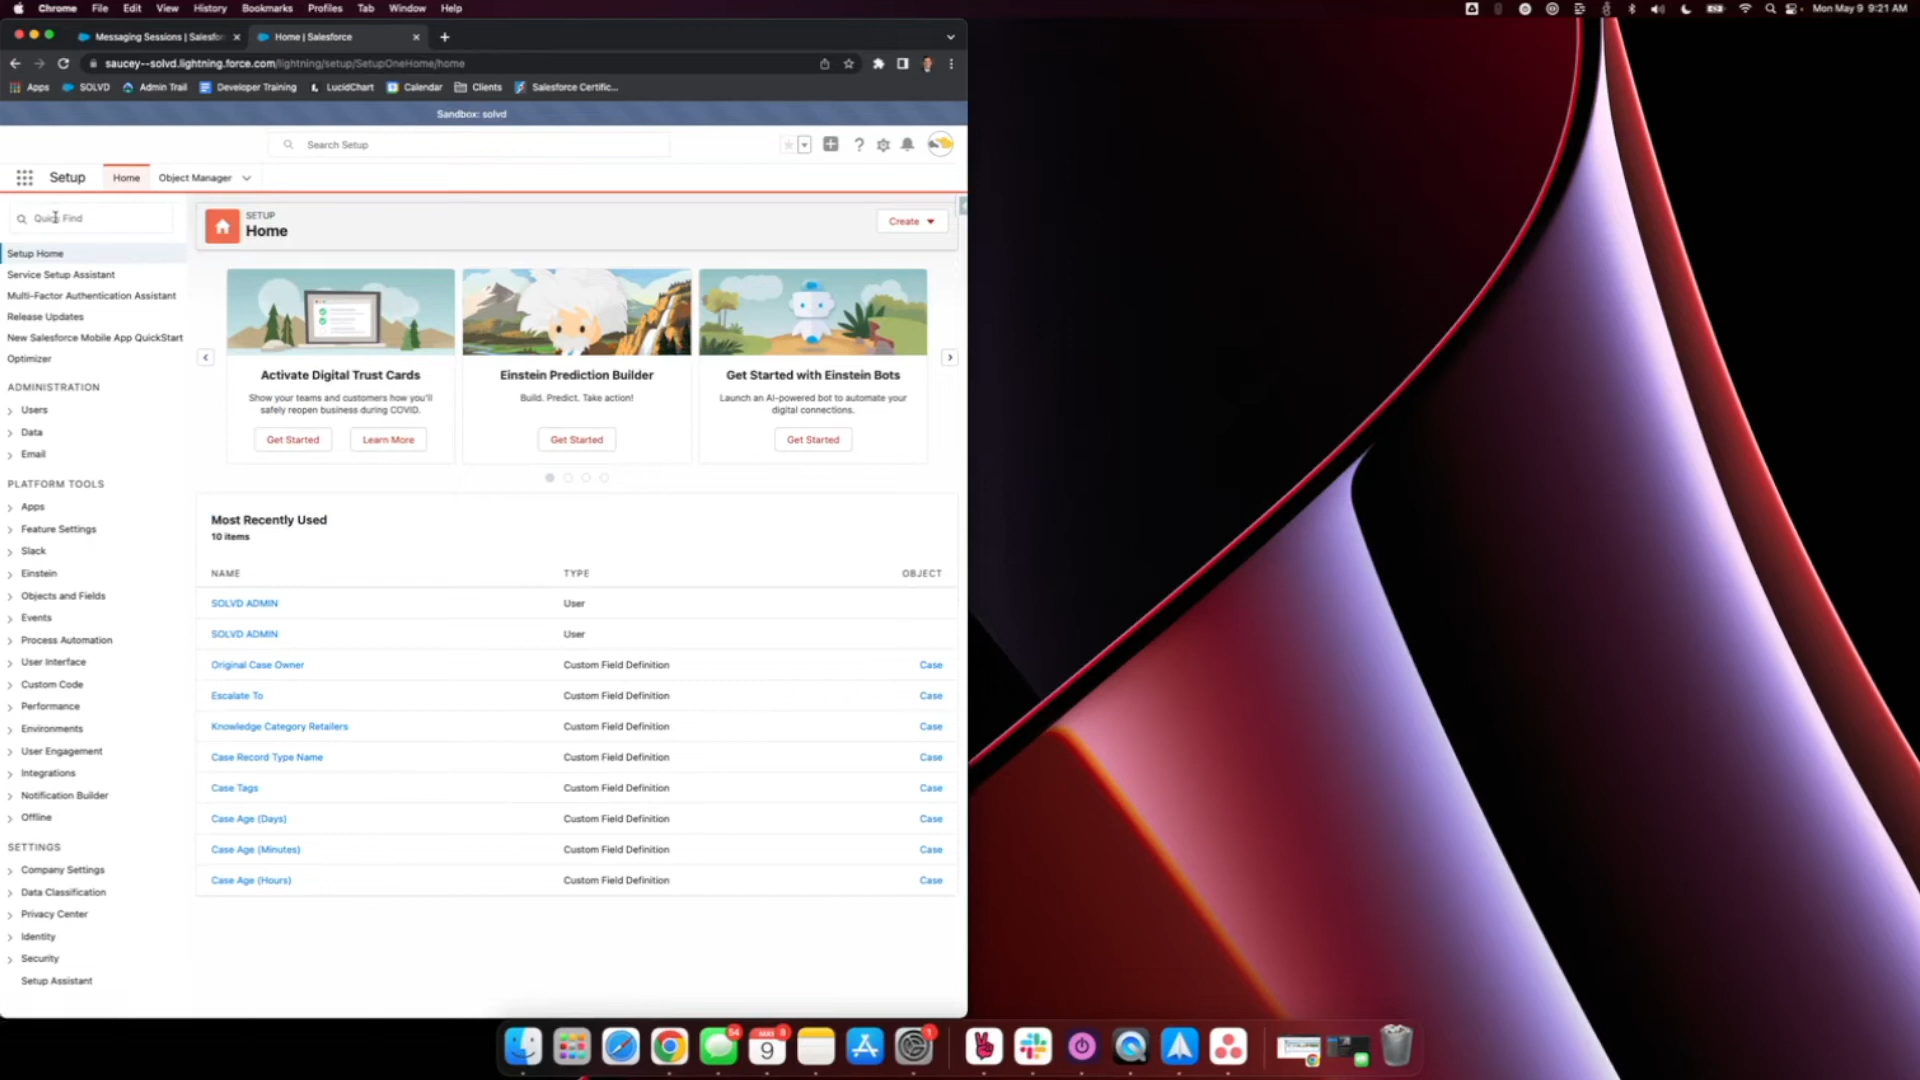 Chrome File Edit View History Bookmarks Profiles Tab Window Help
Mon May 9 9:21 AM
Messaging Sessions | Salesfor
Home | Salesforce
saucey--solvd.lightning.force.com/lightning/setup/SetupOneHome/home
Apps SOLVD Admin Trail Developer Training LucidChart Calendar Clients Salesforce Certific...
Sandbox: solvd
Search Setup
Setup Home Object Manager
Quick Find
Setup Home
Service Setup Assistant
Multi-Factor Authentication Assistant
Release Updates
New Salesforce Mobile App QuickStart
Optimizer
ADMINISTRATION
Users
Data
Email
PLATFORM TOOLS
Apps
Feature Settings
Slack
Einstein
Objects and Fields
Events
Process Automation
User Interface
Custom Code
Performance
Environments
User Engagement
Integrations
Notification Builder
Offline
SETTINGS
Company Settings
Data Classification
Privacy Center
Identity
Security
Setup Assistant
SETUP
Home
Create
Activate Digital Trust Cards
Show your teams and customers how you'll
safely reopen business during COVID.
Get Started Learn More
Einstein Prediction Builder
Build. Predict. Take action!
Get Started
Get Started with Einstein Bots
Launch an AI-powered bot to automate your
digital connections.
Get Started
Most Recently Used
10 items
NAME TYPE OBJECT
SOLVD ADMIN User
SOLVD ADMIN User
Original Case Owner Custom Field Definition Case
Escalate To Custom Field Definition Case
Knowledge Category Retailers Custom Field Definition Case
Case Record Type Name Custom Field Definition Case
Case Tags Custom Field Definition Case
Case Age (Days) Custom Field Definition Case
Case Age (Minutes) Custom Field Definition Case
Case Age (Hours) Custom Field Definition Case
54
9
1